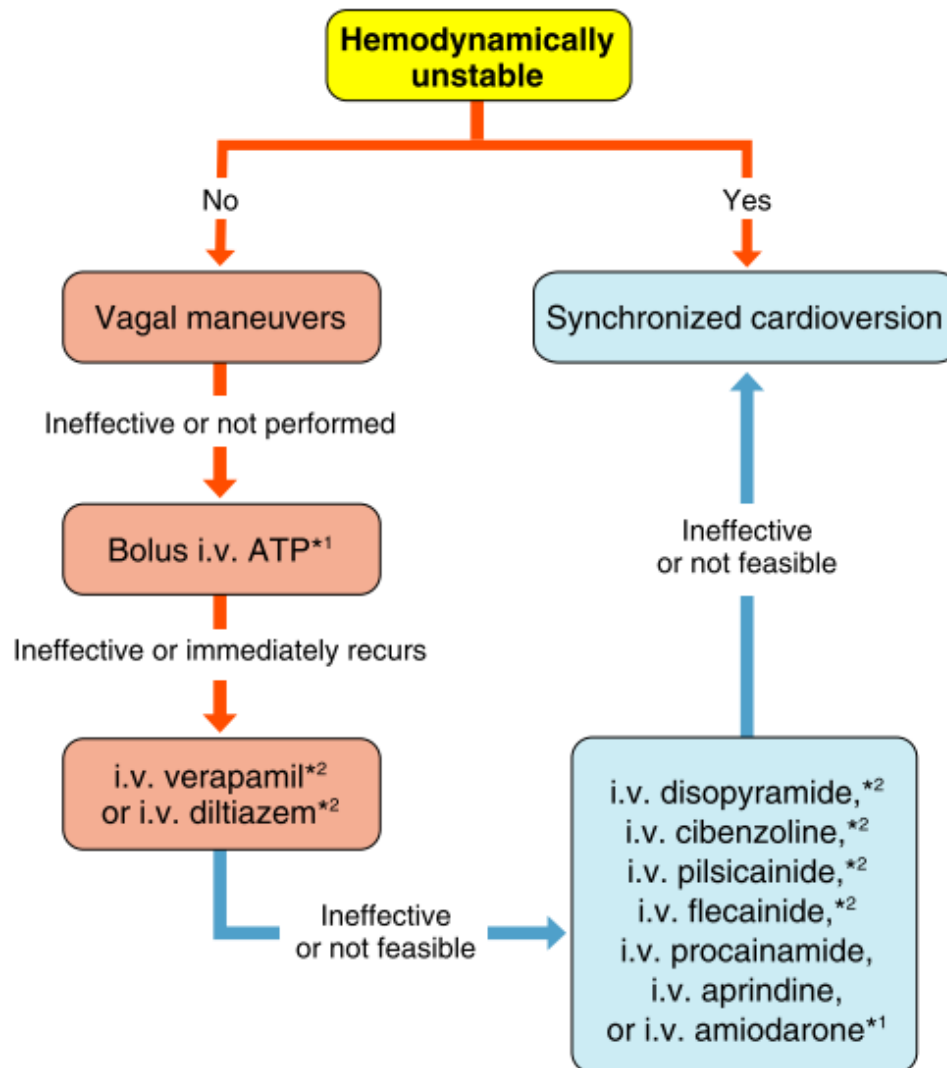 Hemodynamically
unstable
No
Yes
Vagal maneuvers
Synchronized cardioversion
Ineffective or not performed
Bolus i.v. ATP*1
Ineffective or immediately recurs
i.v. verapamil*2
or i.v. diltiazem*2
Ineffective
or not feasible
i.v. disopyramide,*2
i.v. cibenzoline,*2
i.v. pilsicainide,*2
i.v. flecainide,*2
i.v. procainamide,
i.v. aprindine,
or i.v. amiodarone*1
Ineffective
or not feasible